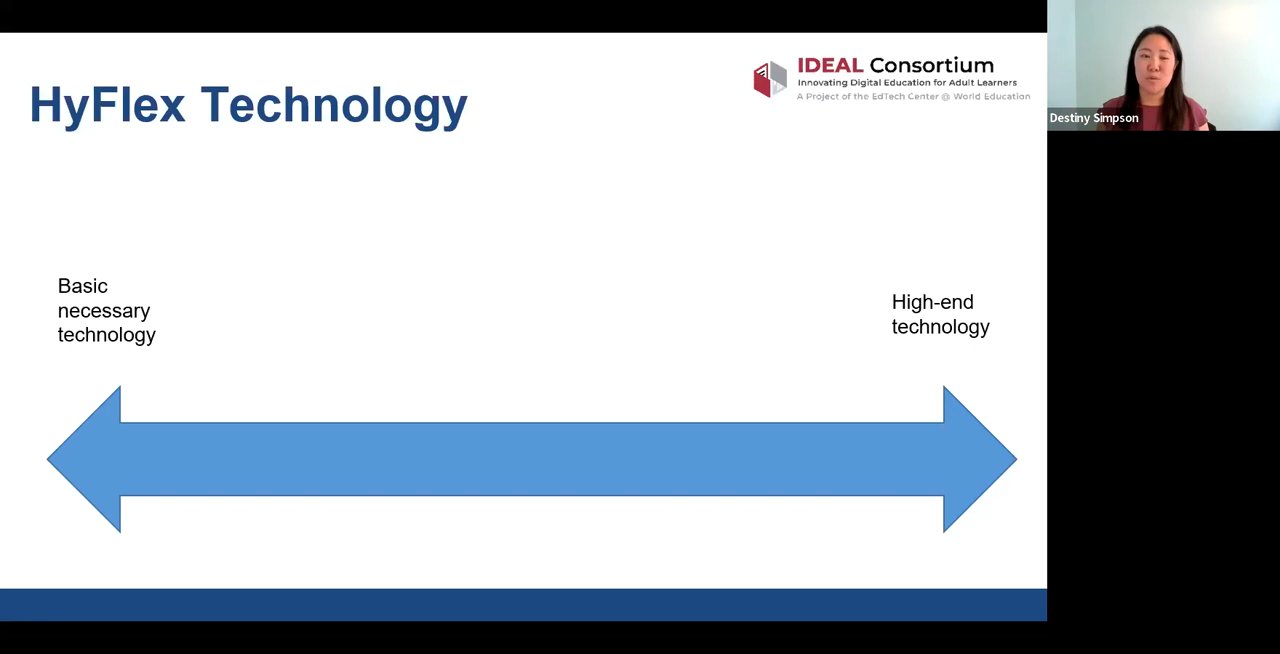 HyFlex Technology
IDEAL Consortium
Innovating Digital Education for Adult Learners
A Project of the EdTech Center @ World Education
Destiny Simpson
Basic
necessary
technology
High-end
technology